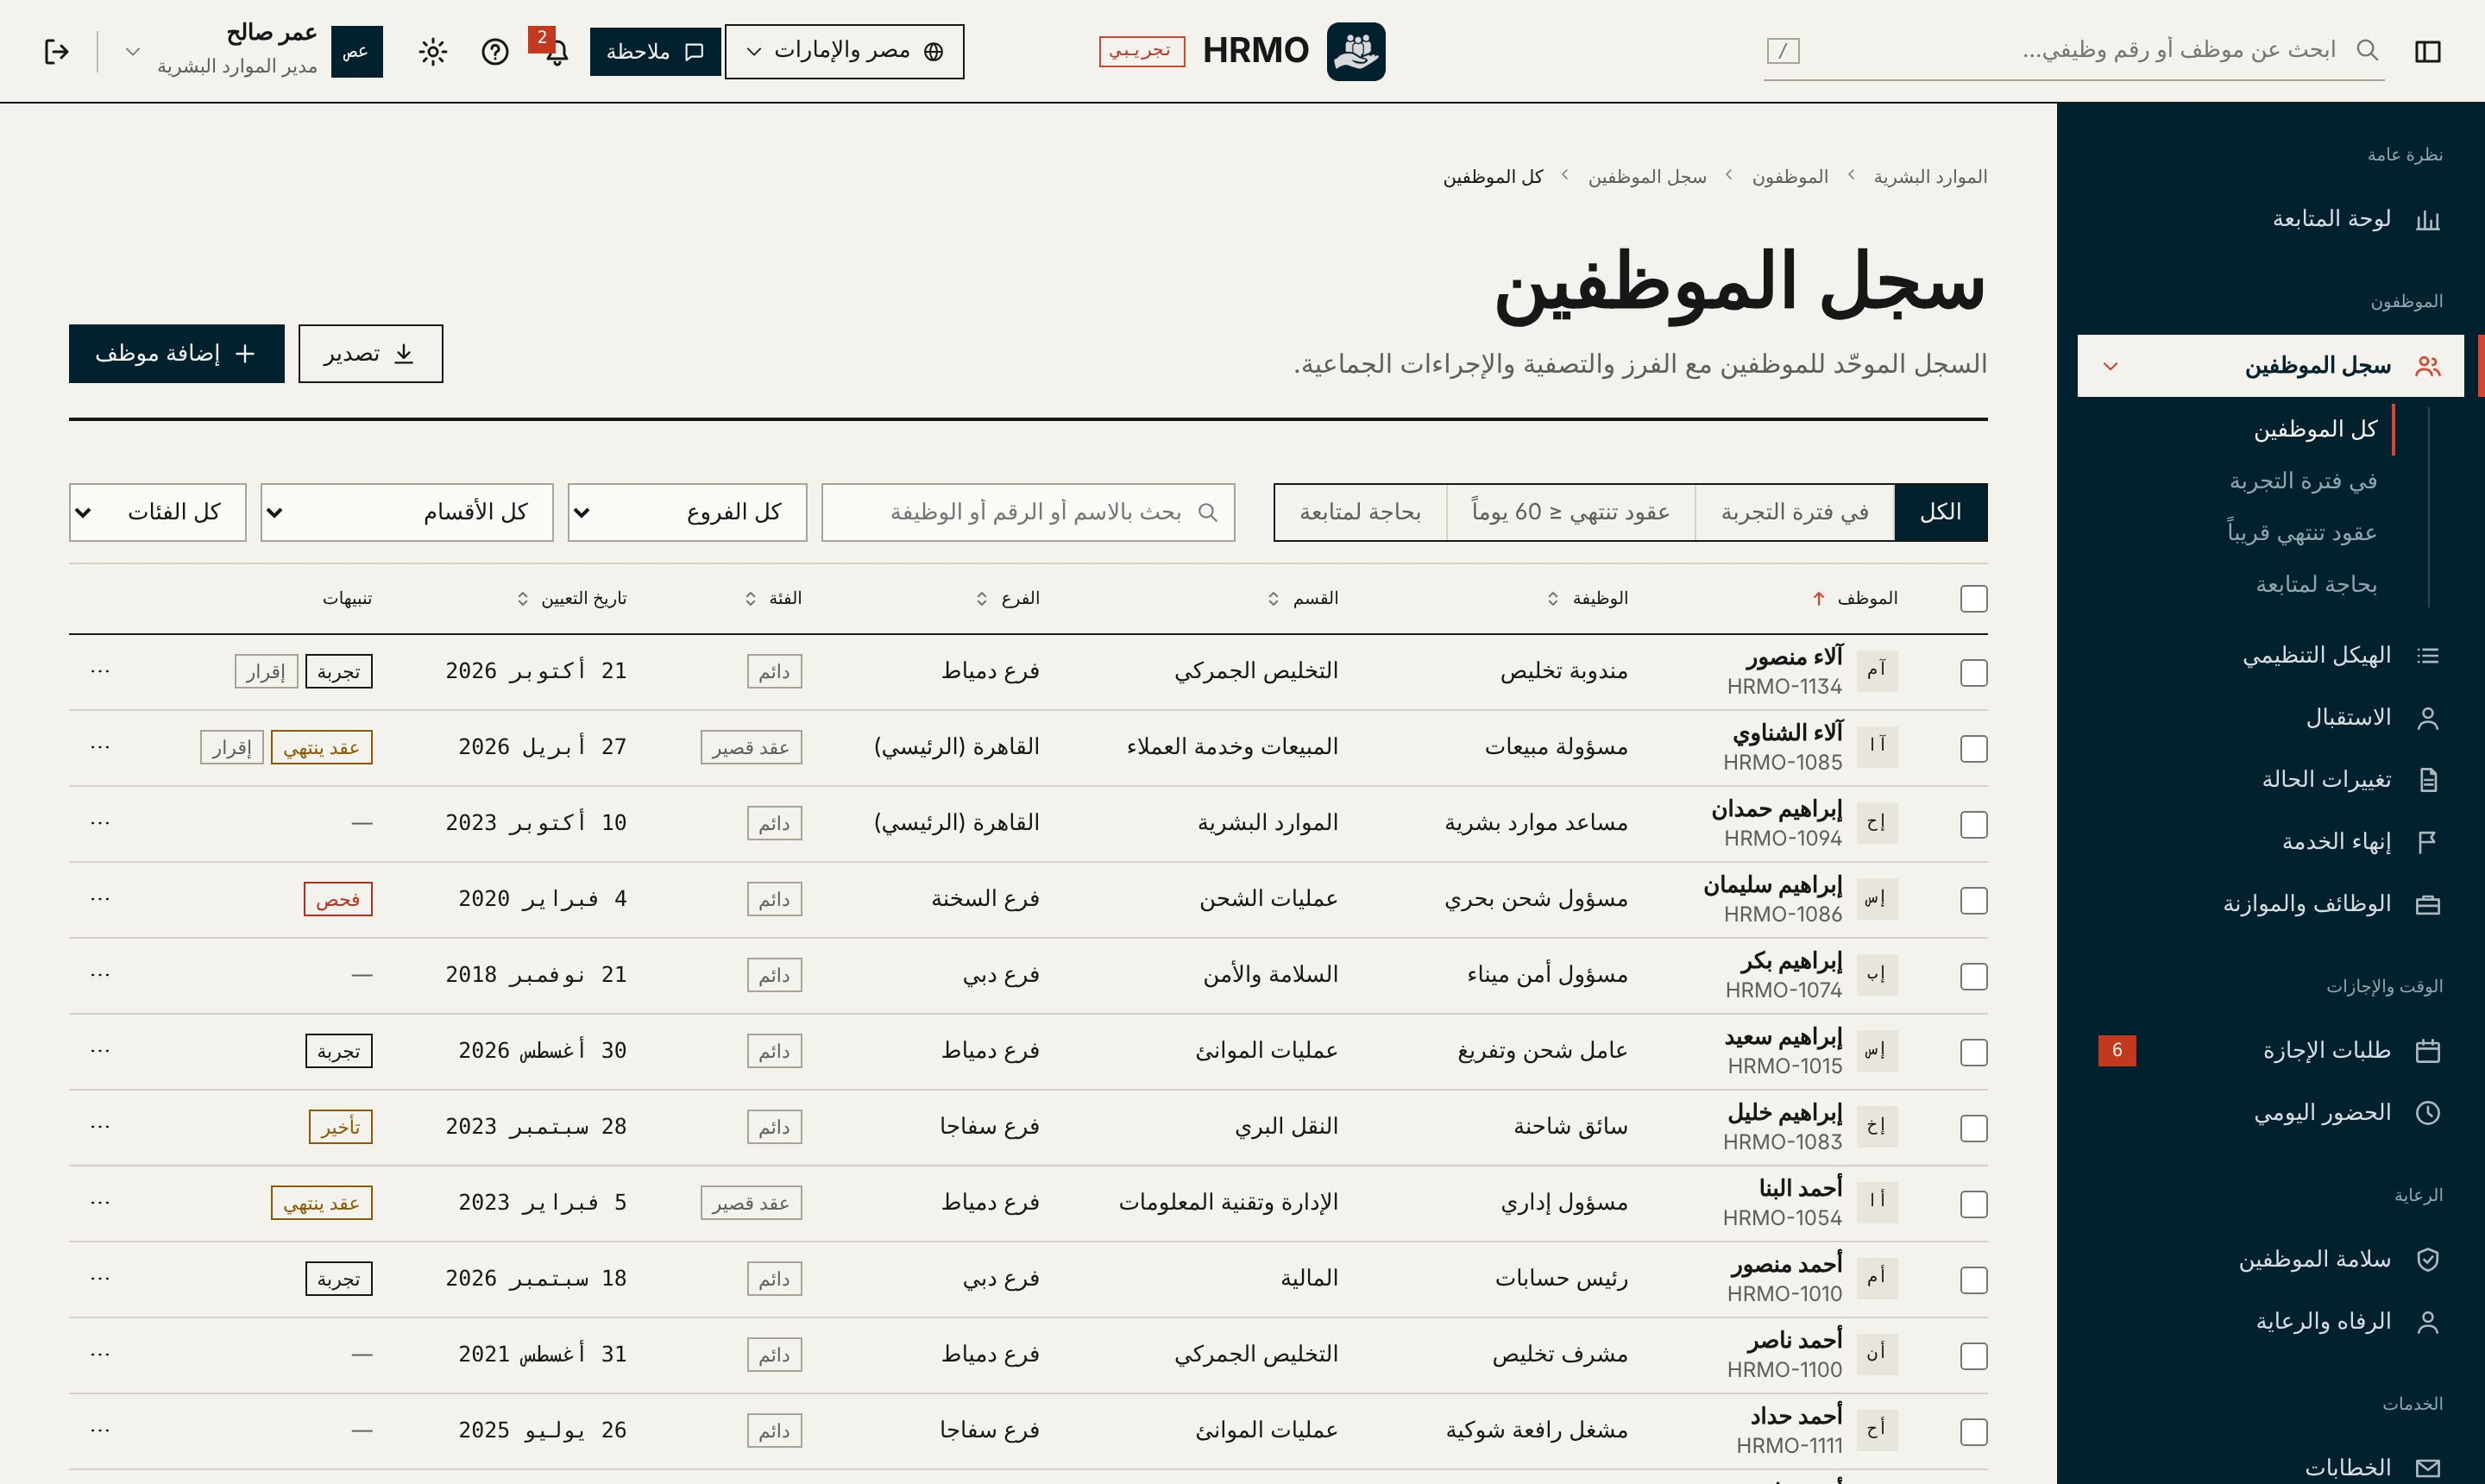 ابحث عن موظف أو رقم وظيفي...
/
HRMO
تجريبي
مصر والإمارات
ملاحظة
2
عص
عمر صالح
مدير الموارد البشرية
نظرة عامة
لوحة المتابعة
الموظفون
سجل الموظفين
كل الموظفين
في فترة التجربة
عقود تنتهي قريباً
بحاجة لمتابعة
الهيكل التنظيمي
الاستقبال
تغييرات الحالة
إنهاء الخدمة
الوظائف والموازنة
الوقت والإجازات
طلبات الإجازة 6
الحضور اليومي
الرعاية
سلامة الموظفين
الرفاه والرعاية
الخدمات
الخطابات
الموارد البشرية
الموظفون
سجل الموظفين
كل الموظفين
سجل الموظفين
السجل الموحّد للموظفين مع الفرز والتصفية والإجراءات الجماعية.
تصدير
إضافة موظف
الكل
في فترة التجربة
عقود تنتهي ≤ 60 يوماً
بحاجة لمتابعة
بحث بالاسم أو الرقم أو الوظيفة
كل الفروع
كل الأقسام
كل الفئات
الموظف الوظيفة القسم الفرع الفئة تاريخ التعيين تنبيهات
آم آلاء منصور HRMO-1134 مندوبة تخليص التخليص الجمركي فرع دمياط دائم 21 أكتوبر 2026 تجربة إقرار
آا آلاء الشناوي HRMO-1085 مسؤولة مبيعات المبيعات وخدمة العملاء القاهرة (الرئيسي) عقد قصير 27 أبريل 2026 عقد ينتهي إقرار
إح إبراهيم حمدان HRMO-1094 مساعد موارد بشرية الموارد البشرية القاهرة (الرئيسي) دائم 10 أكتوبر 2023 —
إس إبراهيم سليمان HRMO-1086 مسؤول شحن بحري عمليات الشحن فرع السخنة دائم 4 فبراير 2020 فحص
إب إبراهيم بكر HRMO-1074 مسؤول أمن ميناء السلامة والأمن فرع دبي دائم 21 نوفمبر 2018 —
إس إبراهيم سعيد HRMO-1015 عامل شحن وتفريغ عمليات الموانئ فرع دمياط دائم 30 أغسطس 2026 تجربة
إخ إبراهيم خليل HRMO-1083 سائق شاحنة النقل البري فرع سفاجا دائم 28 سبتمبر 2023 تأخير
أا أحمد البنا HRMO-1054 مسؤول إداري الإدارة وتقنية المعلومات فرع دمياط عقد قصير 5 فبراير 2023 عقد ينتهي
أم أحمد منصور HRMO-1010 رئيس حسابات المالية فرع دبي دائم 18 سبتمبر 2026 تجربة
أن أحمد ناصر HRMO-1100 مشرف تخليص التخليص الجمركي فرع دمياط دائم 31 أغسطس 2021 —
أح أحمد حداد HRMO-1111 مشغل رافعة شوكية عمليات الموانئ فرع سفاجا دائم 26 يوليو 2025 —